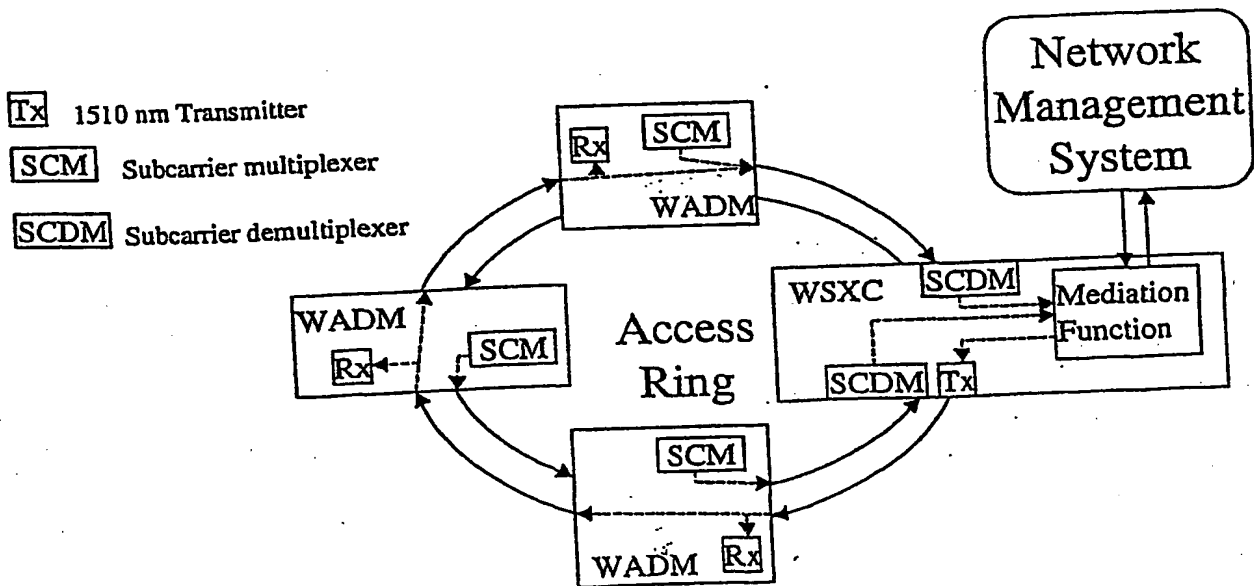 Network
Management
System
Tx 1510 nm Transmitter
SCM Subcarrier multiplexer
SCDM Subcarrier demultiplexer
Rx
SCM
WADM
WADM
Rx
SCM
Access
Ring
WSXC
SCDM
Mediation
Function
SCDM
Tx
SCM
WADM
Rx